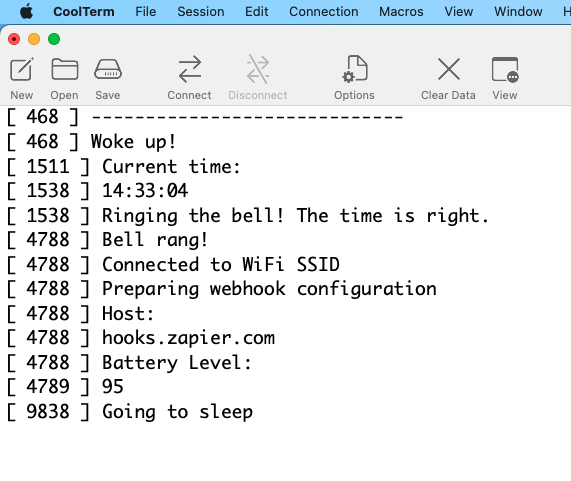 CoolTerm File Session Edit Connection Macros View Window H
New Open Save Connect Disconnect Options Clear Data View
[ 468 ] -----------------------------
[ 468 ] Woke up!
[ 1511 ] Current time:
[ 1538 ] 14:33:04
[ 1538 ] Ringing the bell! The time is right.
[ 4788 ] Bell rang!
[ 4788 ] Connected to WiFi SSID
[ 4788 ] Preparing webhook configuration
[ 4788 ] Host:
[ 4788 ] hooks.zapier.com
[ 4788 ] Battery Level:
[ 4789 ] 95
[ 9838 ] Going to sleep